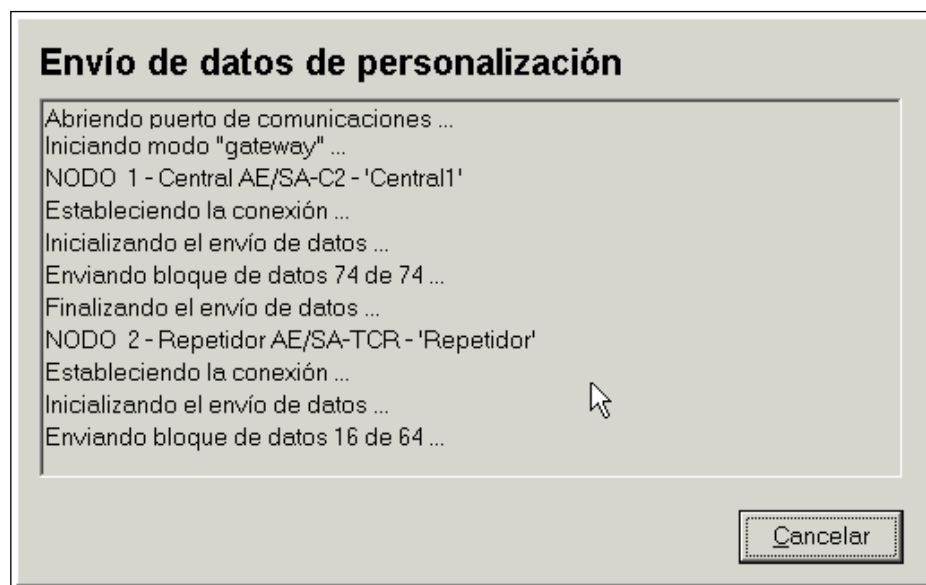 Envío de datos de personalización
Abriendo puerto de comunicaciones ...
Iniciando modo "gateway" ...
NODO  1 - Central AE/SA-C2 - 'Central1'
Estableciendo la conexión ...
Inicializando el envío de datos ...
Enviando bloque de datos 74 de 74 ...
Finalizando el envío de datos ...
NODO  2 - Repetidor AE/SA-TCR - 'Repetidor'
Estableciendo la conexión ...
Inicializando el envío de datos ...
Enviando bloque de datos 16 de 64 ...
Cancelar